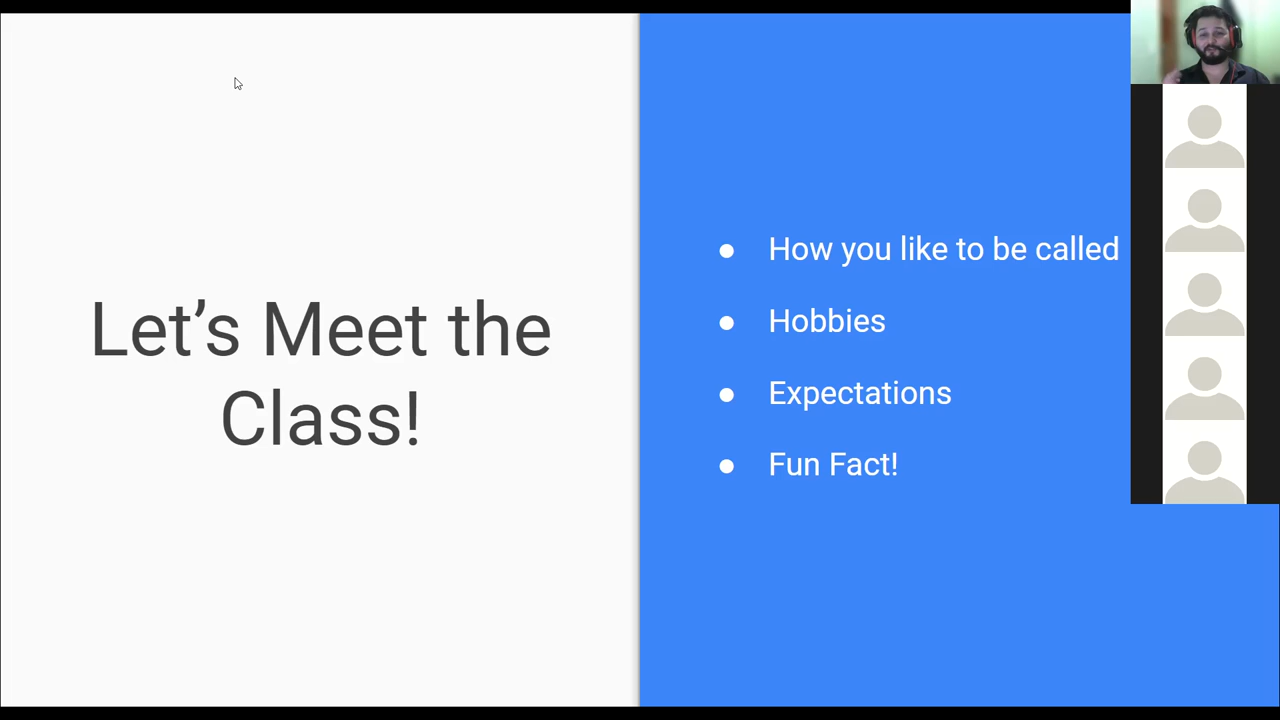 Let’s Meet the
Class!
● How you like to be called
● Hobbies
● Expectations
● Fun Fact!